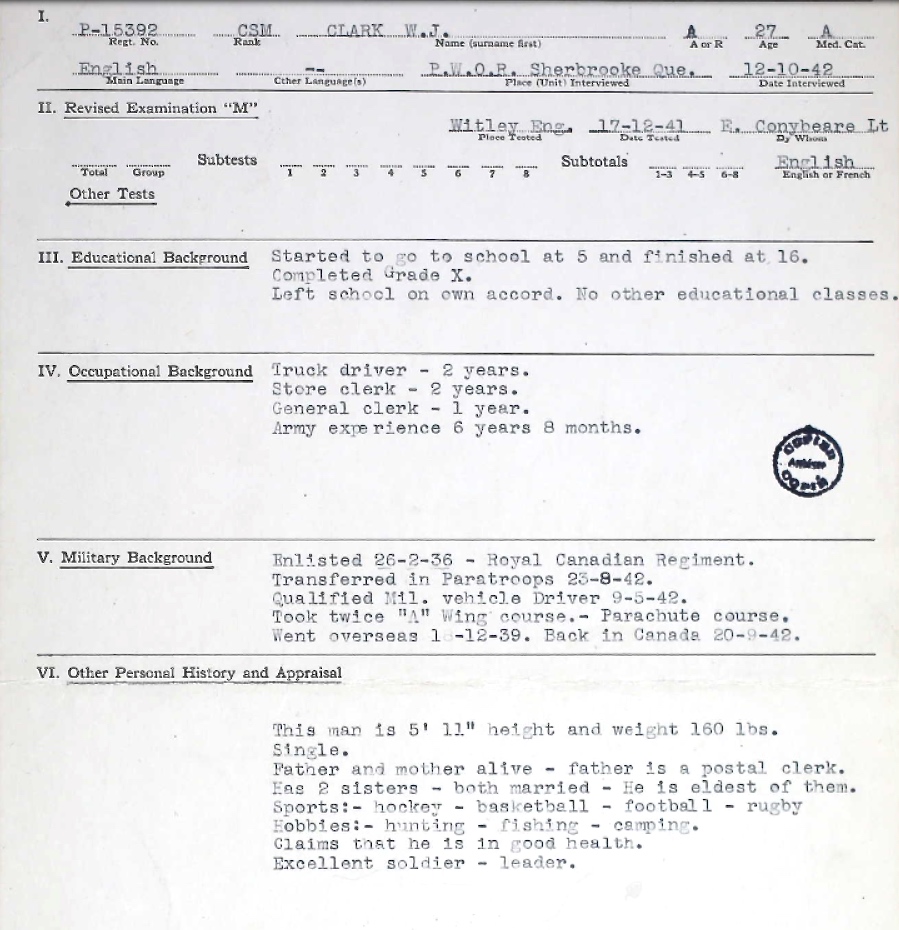 I.
P-15392 CSM CLARK W.J. A 27 A
Regt. No. Rank Name (surname first) A or R Age Med. Cat.
English -- P.W.O.R. Sherbrooke Que. 12-10-42
Main Language Other Language(s) Place (Unit) Interviewed Date Interviewed
II. Revised Examination "M"
Witley Eng. 17-12-41 E. Conybeare Lt
Place Tested Date Tested By Whom
Subtests Subtotals English
Total Group 1 2 3 4 5 6 7 8 1-3 4-5 6-8 English or French
Other Tests
III. Educational Background Started to go to school at 5 and finished at 16.
Completed Grade X.
Left school on own accord. No other educational classes.
IV. Occupational Background Truck driver - 2 years.
Store clerk - 2 years.
General clerk - 1 year.
Army experience 6 years 8 months.
V. Military Background Enlisted 26-2-36 - Royal Canadian Regiment.
Transferred in Paratroops 23-8-42.
Qualified Mil. vehicle Driver 9-5-42.
Took twice "A" Wing course.- Parachute course.
Went overseas Back in Canada 20-9-42.
VI. Other Personal History and Appraisal
This man is 5' 11" height and weight 160 lbs.
Single.
Father and mother alive - father is a postal clerk.
Has 2 sisters - both married - He is eldest of them.
Sports:- hockey - basketball - football - rugby
Hobbies:- hunting - fishing - camping.
Claims that he is in good health.
Excellent soldier - leader.